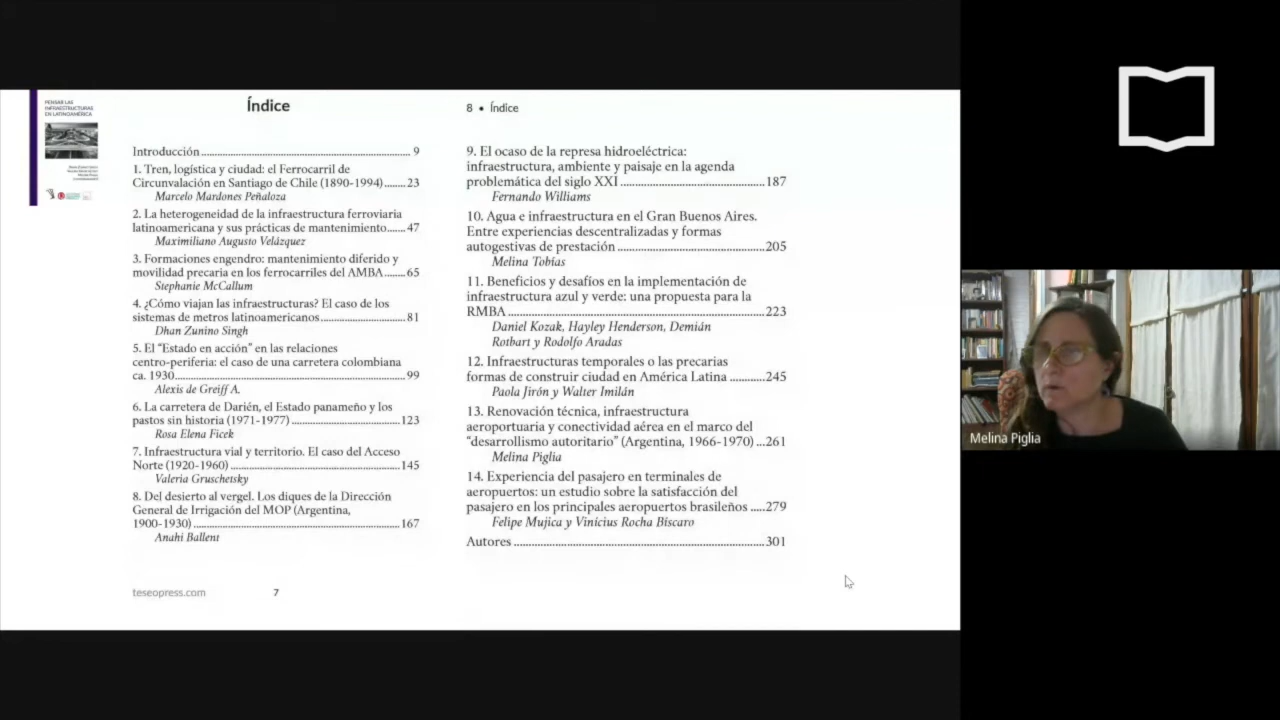 PENSAR LAS
INFRAESTRUCTURAS
EN LATINOAMÉRICA
Índice
Introducción ........ 9
1. Tren, logística y ciudad: el Ferrocarril de
Circunvalación en Santiago de Chile (1890-1994) ........ 23
Marcelo Mardones Peñaloza
2. La heterogeneidad de la infraestructura ferroviaria
latinoamericana y sus prácticas de mantenimiento ........ 47
Maximiliano Augusto Velázquez
3. Formaciones engendro: mantenimiento diferido y
movilidad precaria en los ferrocarriles del AMBA ........ 65
Stephanie McCallum
4. ¿Cómo viajan las infraestructuras? El caso de los
sistemas de metros latinoamericanos ........ 81
Dhan Zunino Singh
5. El “Estado en acción” en las relaciones
centro-periferia: el caso de una carretera colombiana
ca. 1930 ........ 99
Alexis de Greiff A.
6. La carretera de Darién, el Estado panameño y los
pastos sin historia (1971-1977) ........ 123
Rosa Elena Ficek
7. Infraestructura vial y territorio. El caso del Acceso
Norte (1920-1960) ........ 145
Valeria Gruschetsky
8. Del desierto al vergel. Los diques de la Dirección
General de Irrigación del MOP (Argentina,
1900-1930) ........ 167
Anahi Ballent
teseopress.com 7
8 • Índice
9. El ocaso de la represa hidroeléctrica:
infraestructura, ambiente y paisaje en la agenda
problemática del siglo XXI ........ 187
Fernando Williams
10. Agua e infraestructura en el Gran Buenos Aires.
Entre experiencias descentralizadas y formas
autogestivas de prestación ........ 205
Melina Tobías
11. Beneficios y desafíos en la implementación de
infraestructura azul y verde: una propuesta para la
RMBA ........ 223
Daniel Kozak, Hayley Henderson, Demián
Rotbart y Rodolfo Aradas
12. Infraestructuras temporales o las precarias
formas de construir ciudad en América Latina ........ 245
Paola Jirón y Walter Imilán
13. Renovación técnica, infraestructura
aeroportuaria y conectividad aérea en el marco del
“desarrollismo autoritario” (Argentina, 1966-1970) ... 261
Melina Piglia
14. Experiencia del pasajero en terminales de
aeropuertos: un estudio sobre la satisfacción del
pasajero en los principales aeropuertos brasileños ..... 279
Felipe Mujica y Vinicius Rocha Biscaro
Autores ........ 301
Melina Piglia